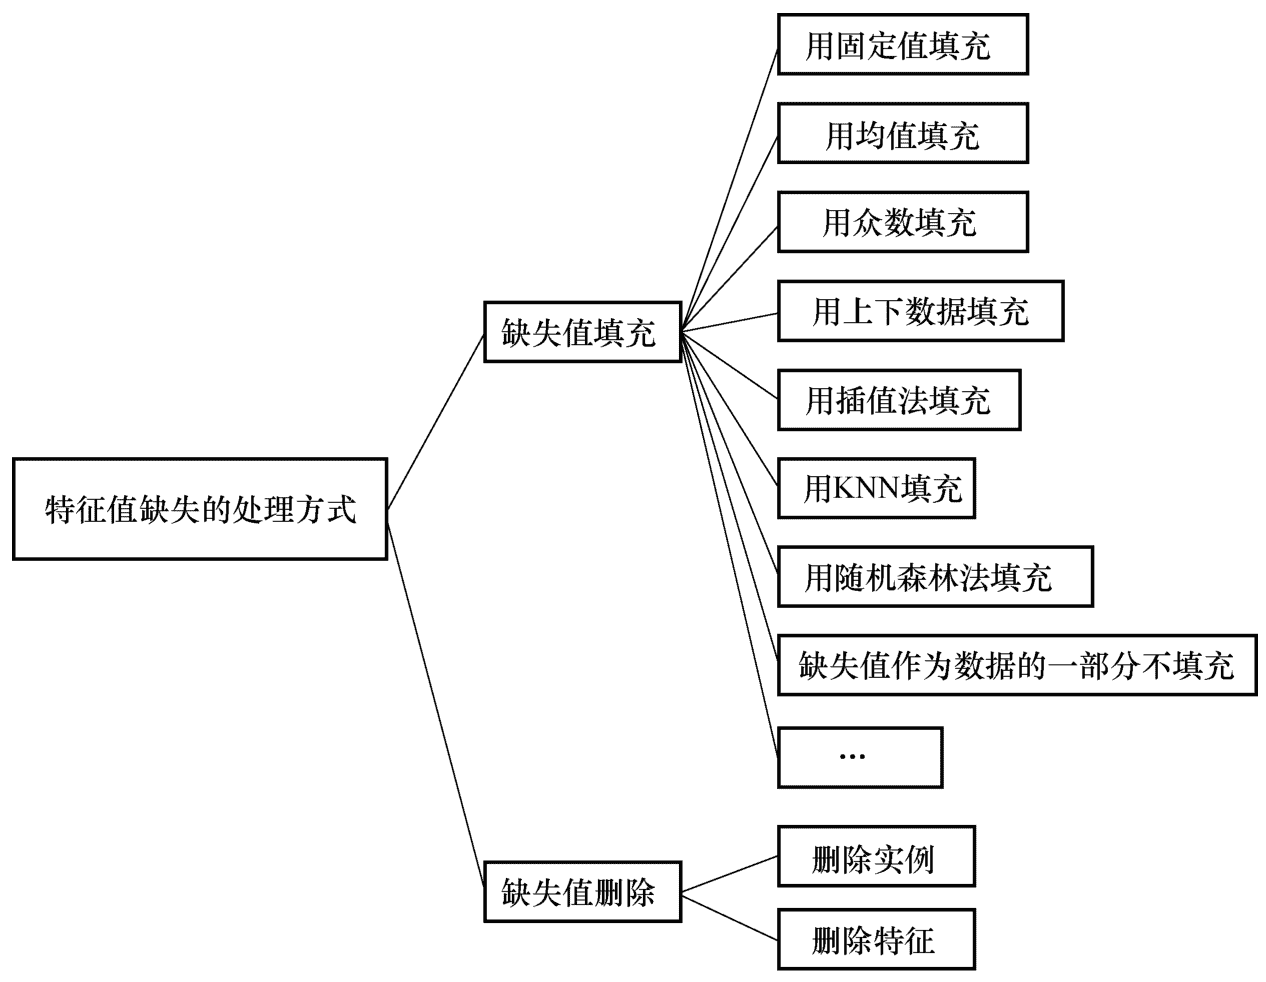 用固定值填充
用均值填充
用众数填充
用上下数据填充
缺失值填充
用插值法填充
用KNN填充
特征值缺失的处理方式
用随机森林法填充
缺失值作为数据的一部分不填充
...
删除实例
缺失值删除
删除特征